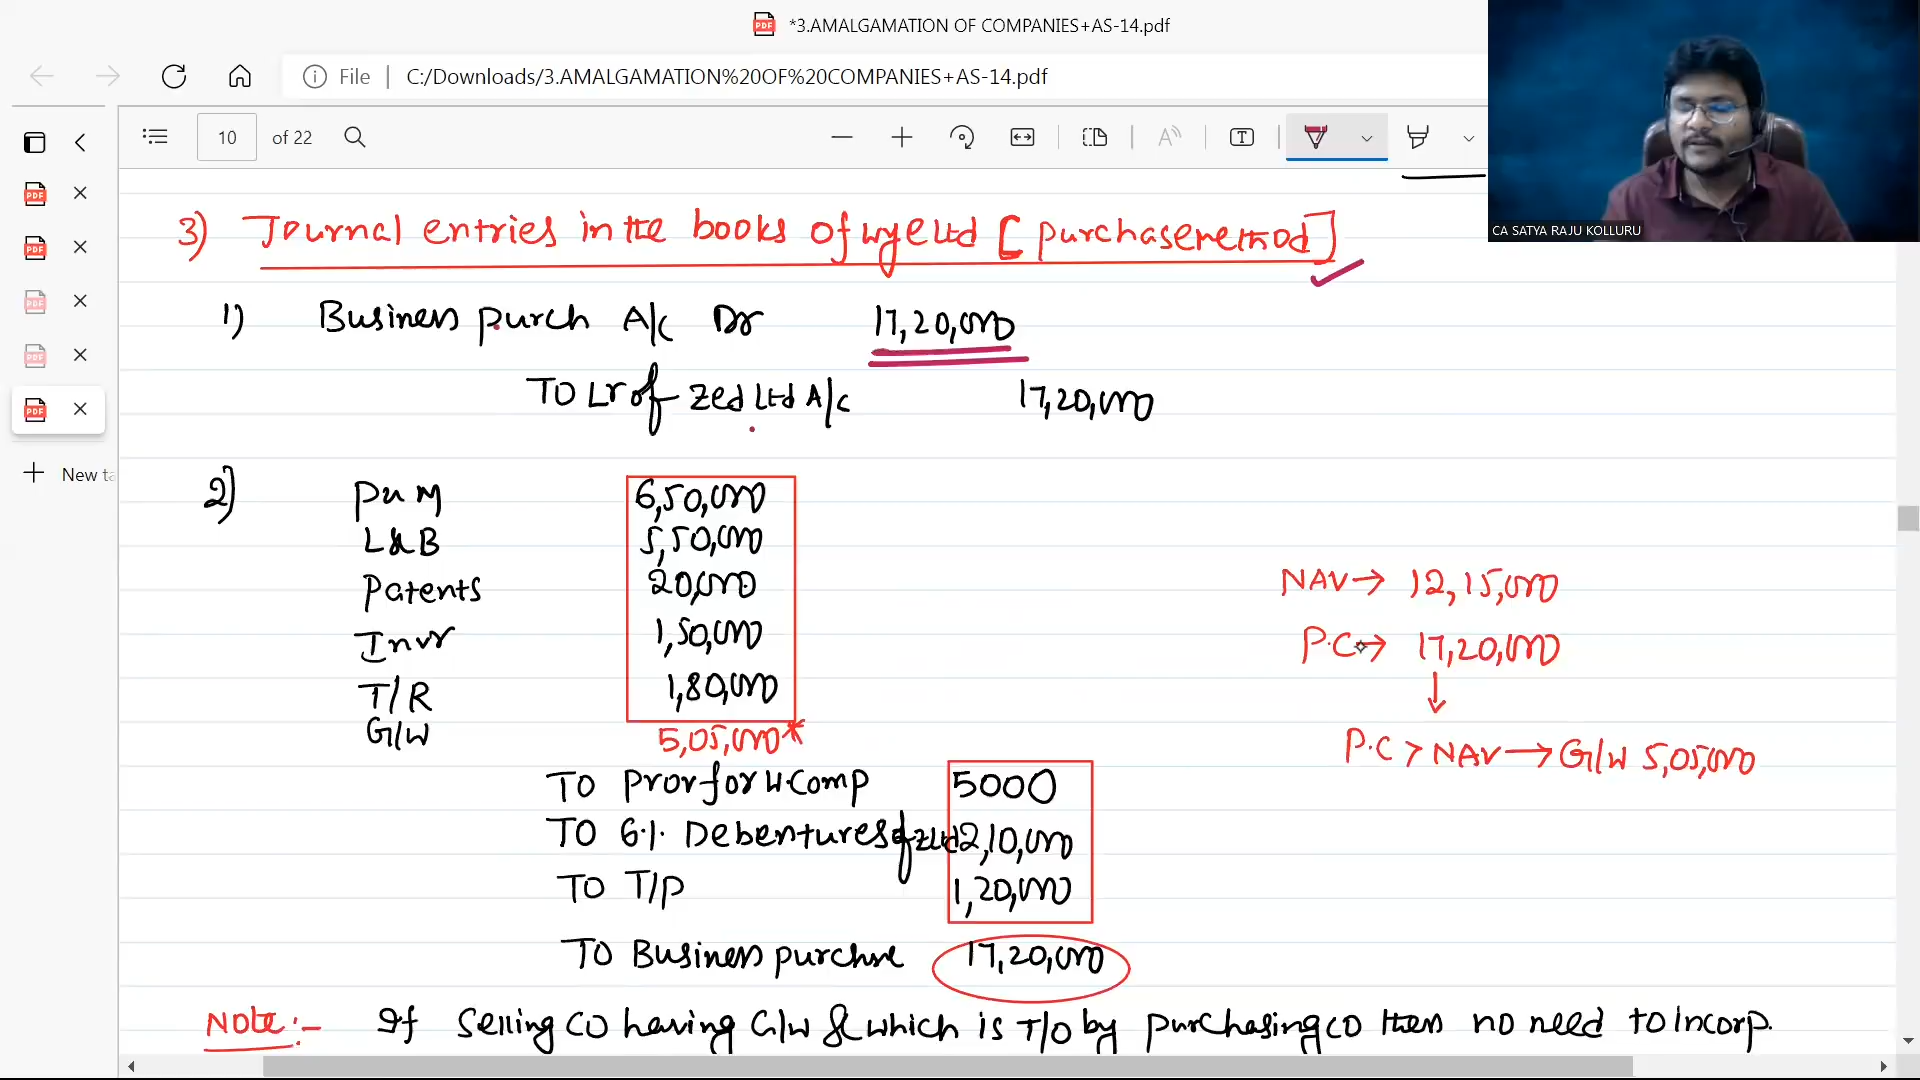 *3.AMALGAMATION OF COMPANIES+AS-14.pdf
File C:/Downloads/3.AMALGAMATION%20OF%20COMPANIES+AS-14.pdf
10 of 22
CA SATYA RAJU KOLLURU
New ta
3) Journal entries in the books of wye Ltd [purchase method]
1) Business purch A/c Dr 17,20,000
TO Lr of Zed Ltd A/c 17,20,000
2) P&M 6,50,000
L&B 5,50,000
Patents 20,000
Invr 1,50,000
T/R 1,80,000
G/W 5,05,000*
NAV → 12,15,000
P.C → 17,20,000
P.C > NAV → G/W 5,05,000
TO Prov for W.Comp 5000
TO 6% Debentures of Z Ltd 2,10,000
TO T/P 1,20,000
TO Business purchase 17,20,000
Note:- If Selling CO having G/W & which is T/O by purchasing CO then no need to Incorp.